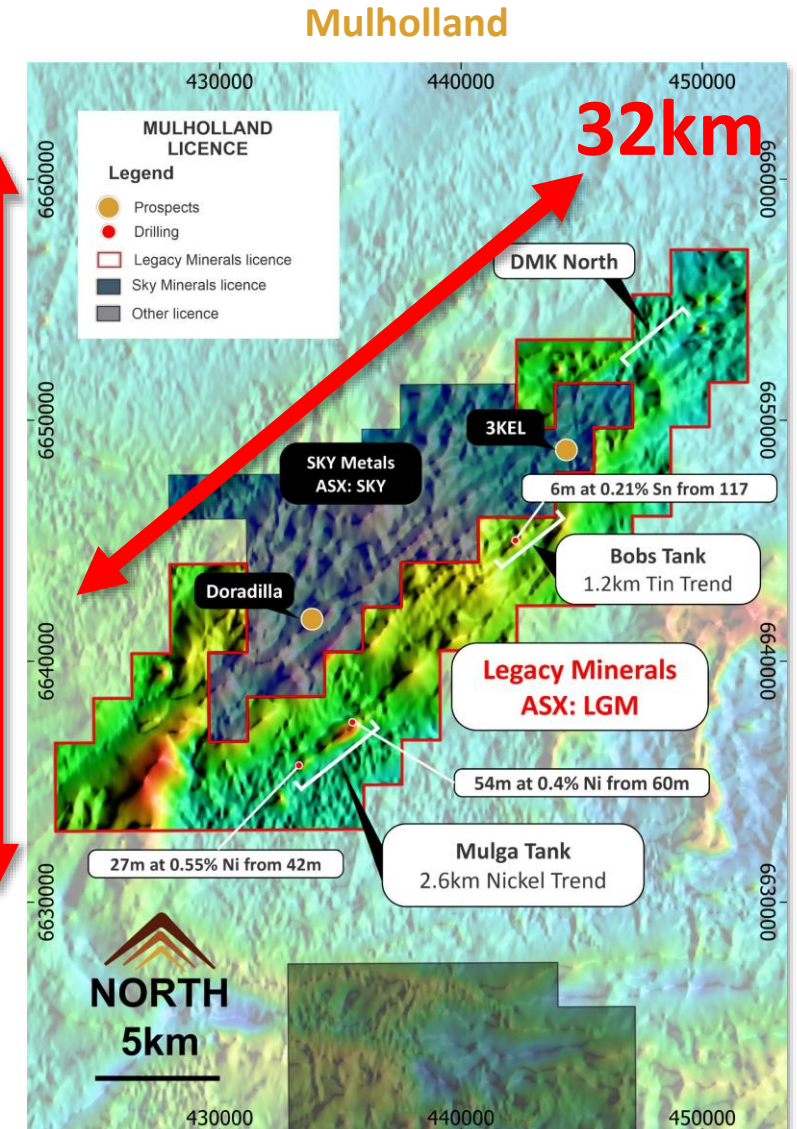 Mulholland
430000
440000
450000
32km
MULHOLLAND
LICENCE
Legend
Prospects
Drilling
Legacy Minerals licence
Sky Minerals licence
Other licence
6660000
6660000
DMK North
6650000
6650000
3KEL
SKY Metals
ASX: SKY
6m at 0.21% Sn from 117
Bobs Tank
1.2km Tin Trend
Doradilla
6640000
6640000
Legacy Minerals
ASX: LGM
54m at 0.4% Ni from 60m
27m at 0.55% Ni from 42m
Mulga Tank
2.6km Nickel Trend
6630000
6630000
NORTH
5km
430000
440000
450000